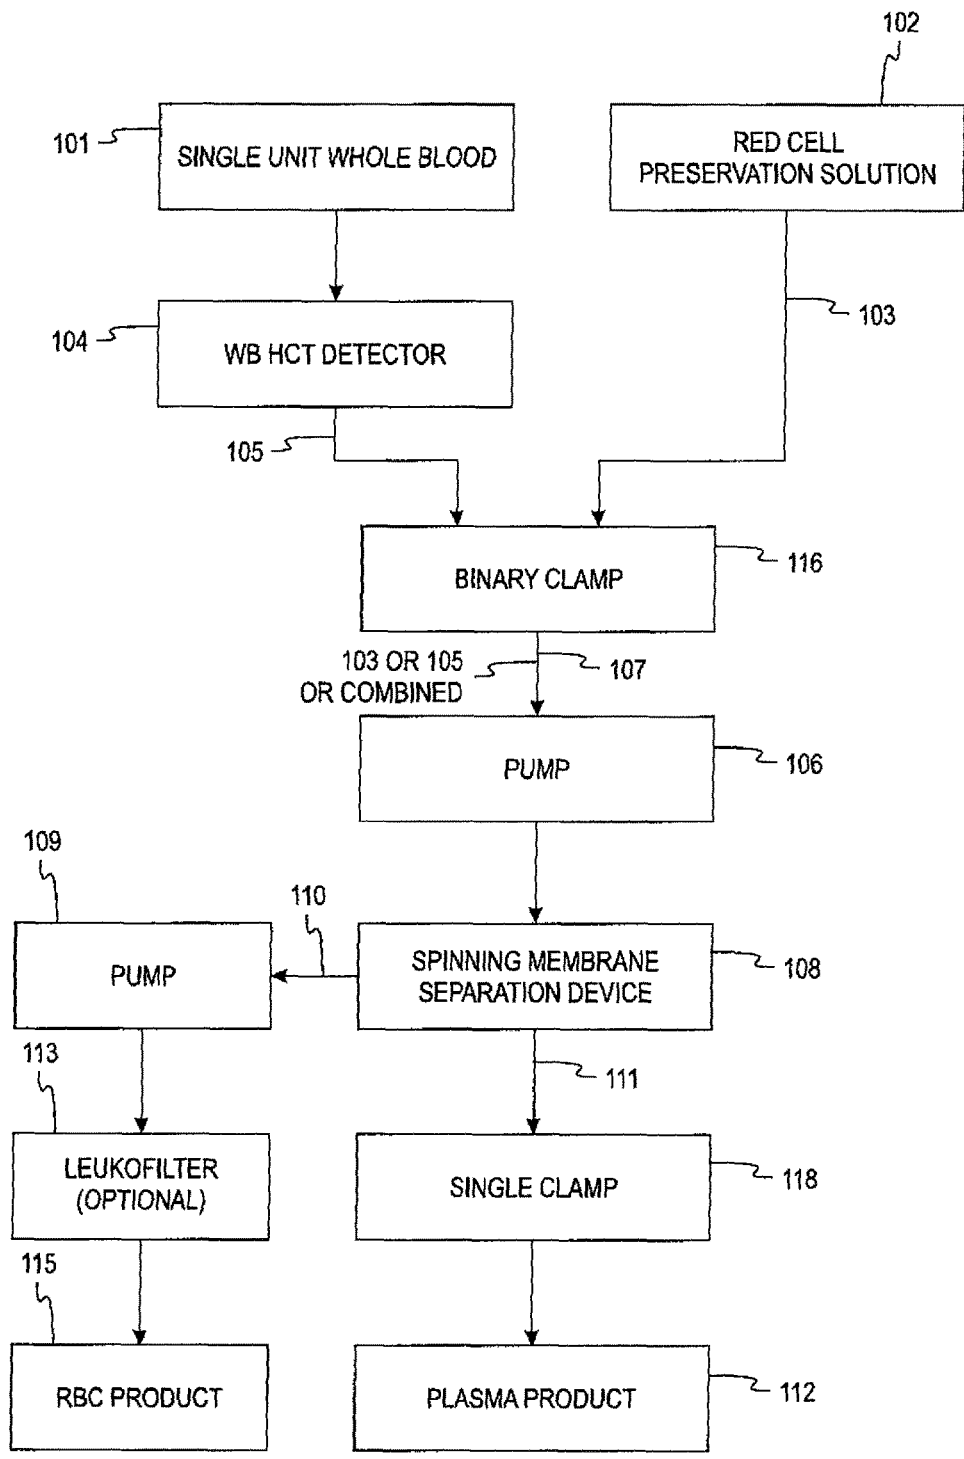 102
101
SINGLE UNIT WHOLE BLOOD
RED CELL
PRESERVATION SOLUTION
103
104
WB HCT DETECTOR
105
BINARY CLAMP
116
103 OR 105
OR COMBINED
107
PUMP
106
109
110
PUMP
SPINNING MEMBRANE
SEPARATION DEVICE
108
113
111
LEUKOFILTER
(OPTIONAL)
SINGLE CLAMP
118
115
RBC PRODUCT
PLASMA PRODUCT
112